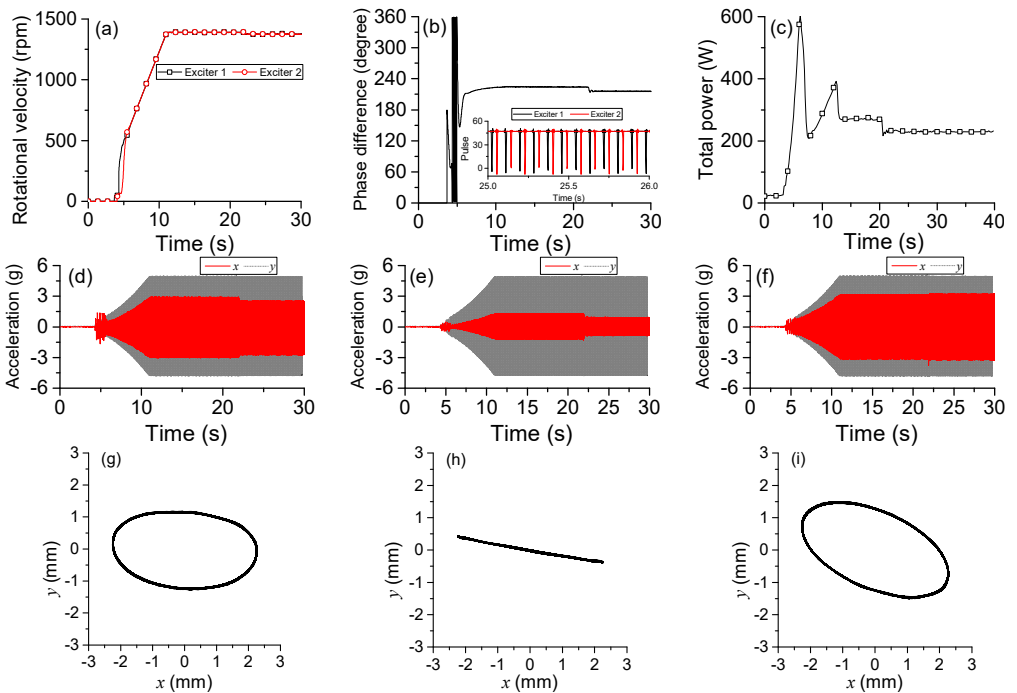 (a)
Rotational velocity (rpm)
1500
1000
500
0
Exciter 1
Exciter 2
0 10 20 30
Time (s)
(b)
Phase difference (degree)
360
315
270
225
180
135
90
45
0
Exciter 1
Exciter 2
Pulse
60
0
25.0 25.5 26.0
Time (s)
0 10 20 30
Time (s)
(c)
Total power (W)
600
400
200
0
0 10 20 30 40
Time (s)
(d)
Acceleration (g)
6
3
0
-3
-6
x
y
0 10 20 30
Time (s)
(e)
Acceleration (g)
6
3
0
-3
-6
x
y
0 5 10 15 20 25 30
Time (s)
(f)
Acceleration (g)
6
3
0
-3
-6
x
y
0 5 10 15 20 25 30
Time (s)
(g)
y (mm)
3
2
1
0
-1
-2
-3
-3 -2 -1 0 1 2 3
x (mm)
(h)
y (mm)
3
2
1
0
-1
-2
-3
-3 -2 -1 0 1 2 3
x (mm)
(i)
y (mm)
3
2
1
0
-1
-2
-3
-3 -2 -1 0 1 2 3
x (mm)